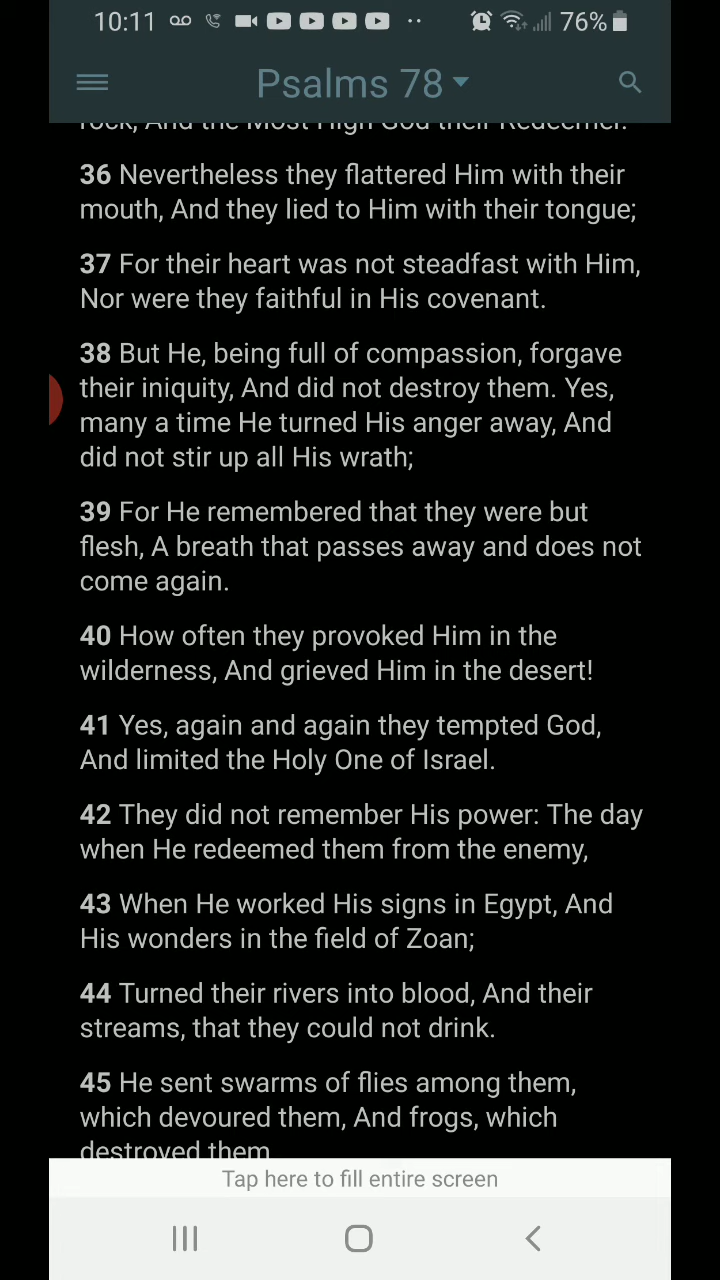 10:11
76%
Psalms 78
rock, And the Most High God their Redeemer.
36 Nevertheless they flattered Him with their
mouth, And they lied to Him with their tongue;
37 For their heart was not steadfast with Him,
Nor were they faithful in His covenant.
38 But He, being full of compassion, forgave
their iniquity, And did not destroy them. Yes,
many a time He turned His anger away, And
did not stir up all His wrath;
39 For He remembered that they were but
flesh, A breath that passes away and does not
come again.
40 How often they provoked Him in the
wilderness, And grieved Him in the desert!
41 Yes, again and again they tempted God,
And limited the Holy One of Israel.
42 They did not remember His power: The day
when He redeemed them from the enemy,
43 When He worked His signs in Egypt, And
His wonders in the field of Zoan;
44 Turned their rivers into blood, And their
streams, that they could not drink.
45 He sent swarms of flies among them,
which devoured them, And frogs, which
destroyed them
Tap here to fill entire screen